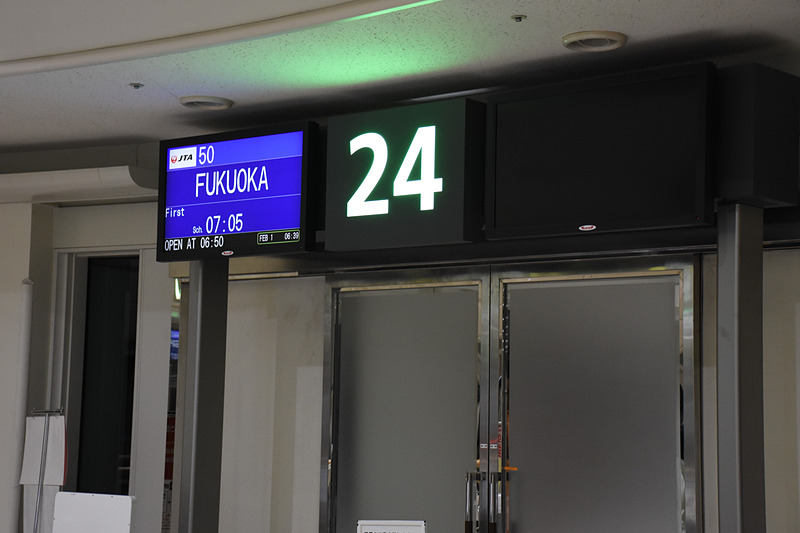 JTA 50
FUKUOKA
First
Sch. 07:05
OPEN AT 06:50
FEB 1 06:39
24